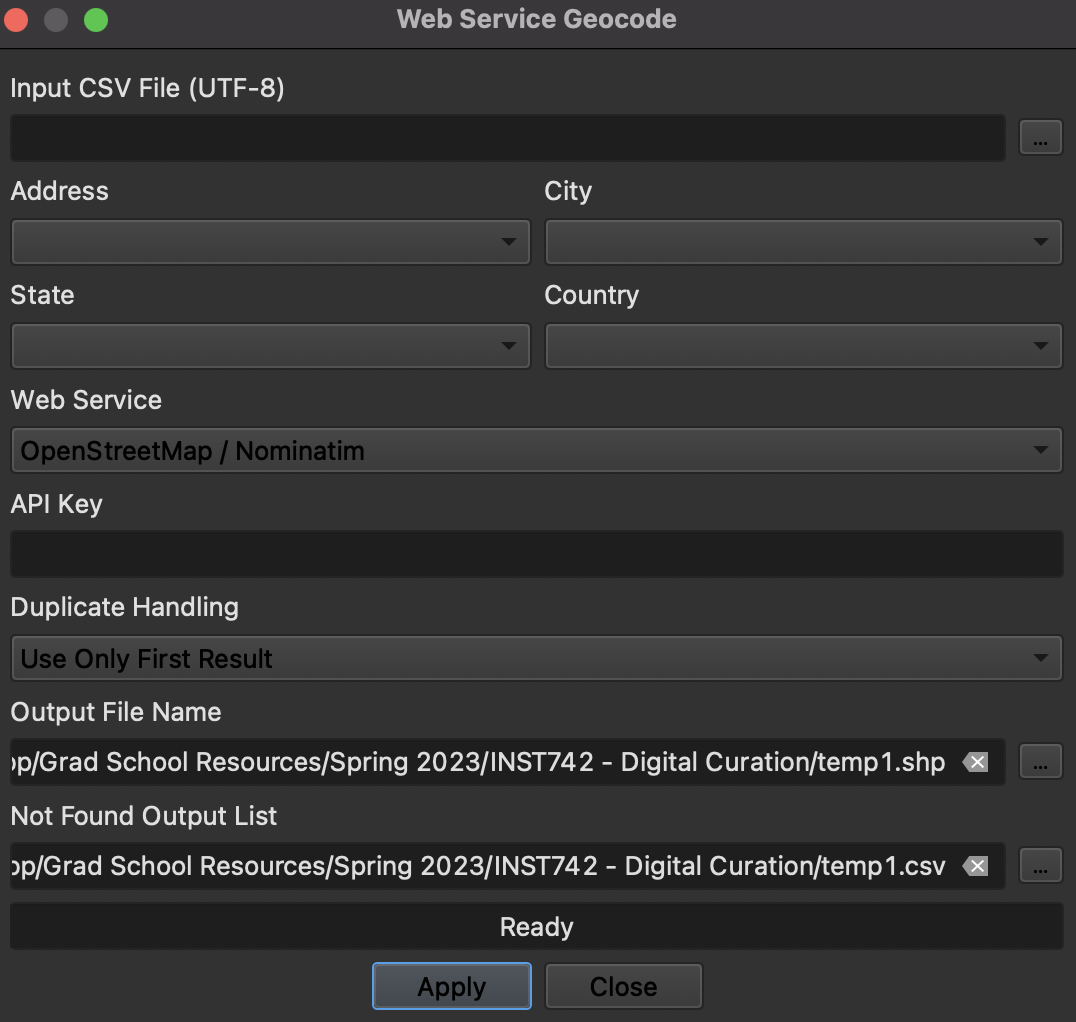 Web Service Geocode
Input CSV File (UTF-8)
...
Address City
State Country
Web Service
OpenStreetMap / Nominatim
API Key
Duplicate Handling
Use Only First Result
Output File Name
/Grad School Resources/Spring 2023/INST742 - Digital Curation/temp1.shp
...
Not Found Output List
/Grad School Resources/Spring 2023/INST742 - Digital Curation/temp1.csv
...
Ready
Apply Close